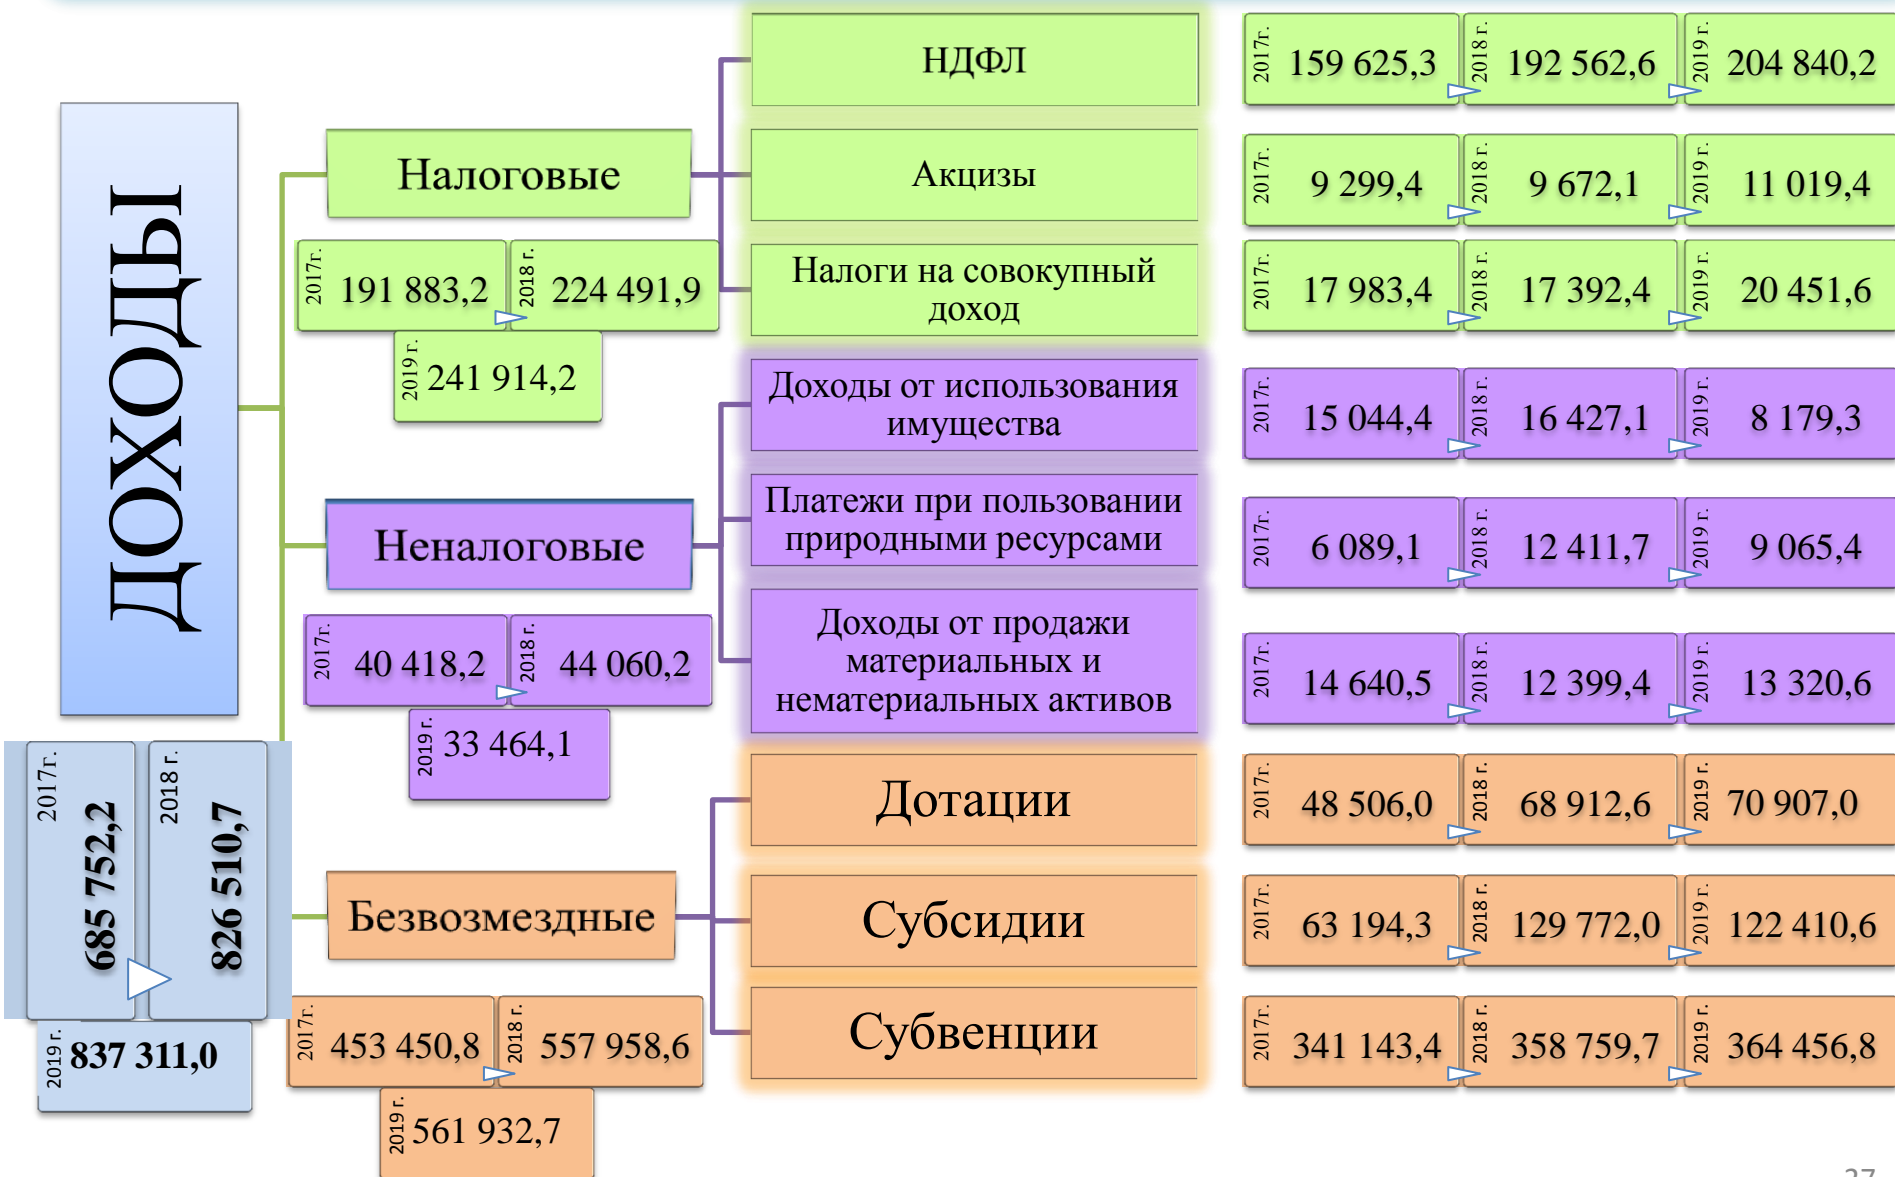 ДОХОДЫ
2017г.
685 752,2
2018 г.
826 510,7
2019 г.
837 311,0
Налоговые
2017г.
191 883,2
2018 г.
224 491,9
2019 г.
241 914,2
НДФЛ
2017г.
159 625,3
2018 г.
192 562,6
2019 г.
204 840,2
Акцизы
2017г.
9 299,4
2018 г.
9 672,1
2019 г.
11 019,4
Налоги на совокупный
доход
2017г.
17 983,4
2018 г.
17 392,4
2019 г.
20 451,6
Неналоговые
2017г.
40 418,2
2018 г.
44 060,2
2019 г.
33 464,1
Доходы от использования
имущества
2017г.
15 044,4
2018 г.
16 427,1
2019 г.
8 179,3
Платежи при пользовании
природными ресурсами
2017г.
6 089,1
2018 г.
12 411,7
2019 г.
9 065,4
Доходы от продажи
материальных и
нематериальных активов
2017г.
14 640,5
2018 г.
12 399,4
2019 г.
13 320,6
Безвозмездные
2017г.
453 450,8
2018 г.
557 958,6
2019 г.
561 932,7
Дотации
2017г.
48 506,0
2018 г.
68 912,6
2019 г.
70 907,0
Субсидии
2017г.
63 194,3
2018 г.
129 772,0
2019 г.
122 410,6
Субвенции
2017г.
341 143,4
2018 г.
358 759,7
2019 г.
364 456,8